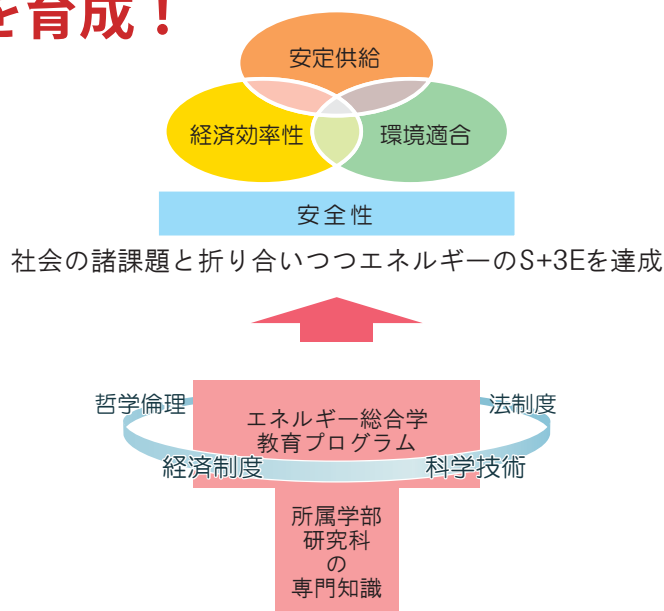 を育成！
安定供給
経済効率性
環境適合
安全性
社会の諸課題と折り合いつつエネルギーのS+3Eを達成
哲学倫理
法制度
エネルギー総合学
教育プログラム
経済制度
科学技術
所属学部
研究科
の
専門知識